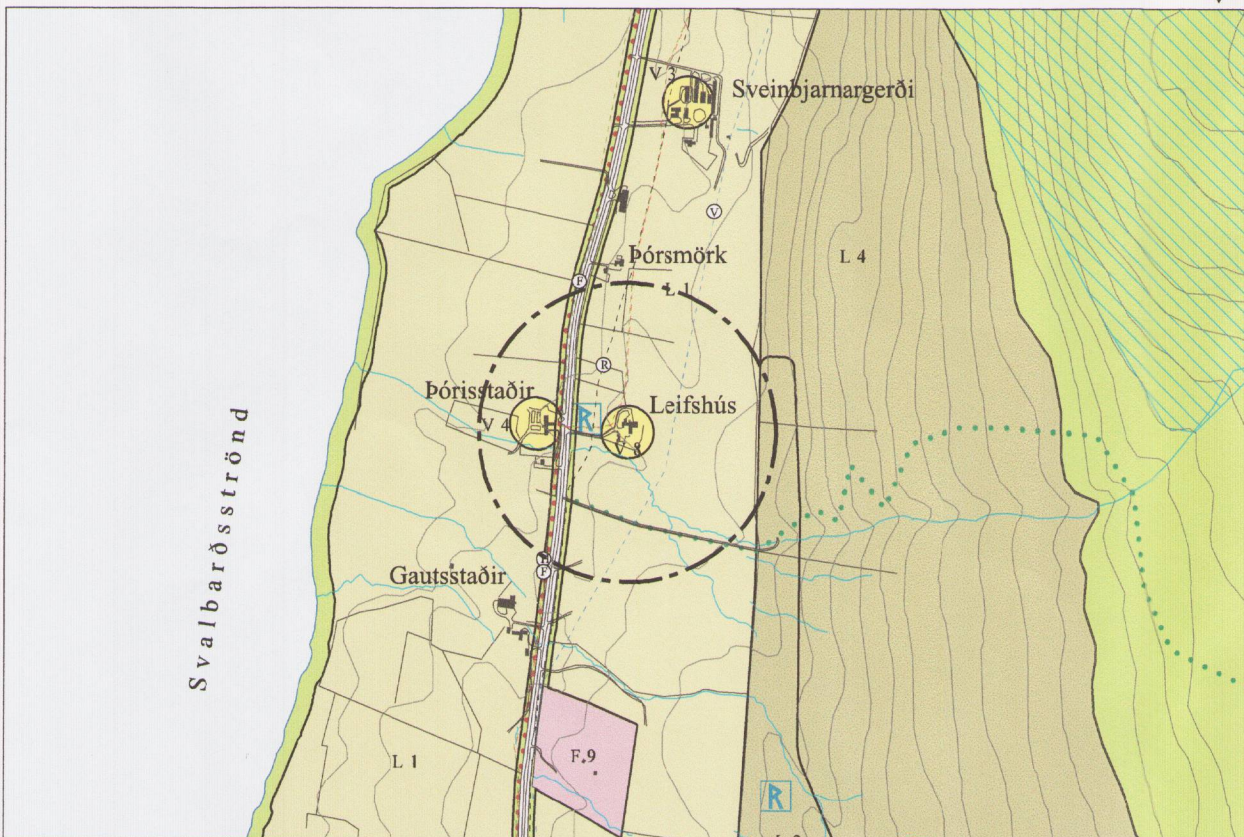 V 3
Sveinbjarnargerði
V
Þórsmörk
L 4
F
L 1
R
Þórisstaðir
Leifshús
R
V 4
V 8
Svalbarðsströnd
H
F
Gautsstaðir
F.9
L 1
R